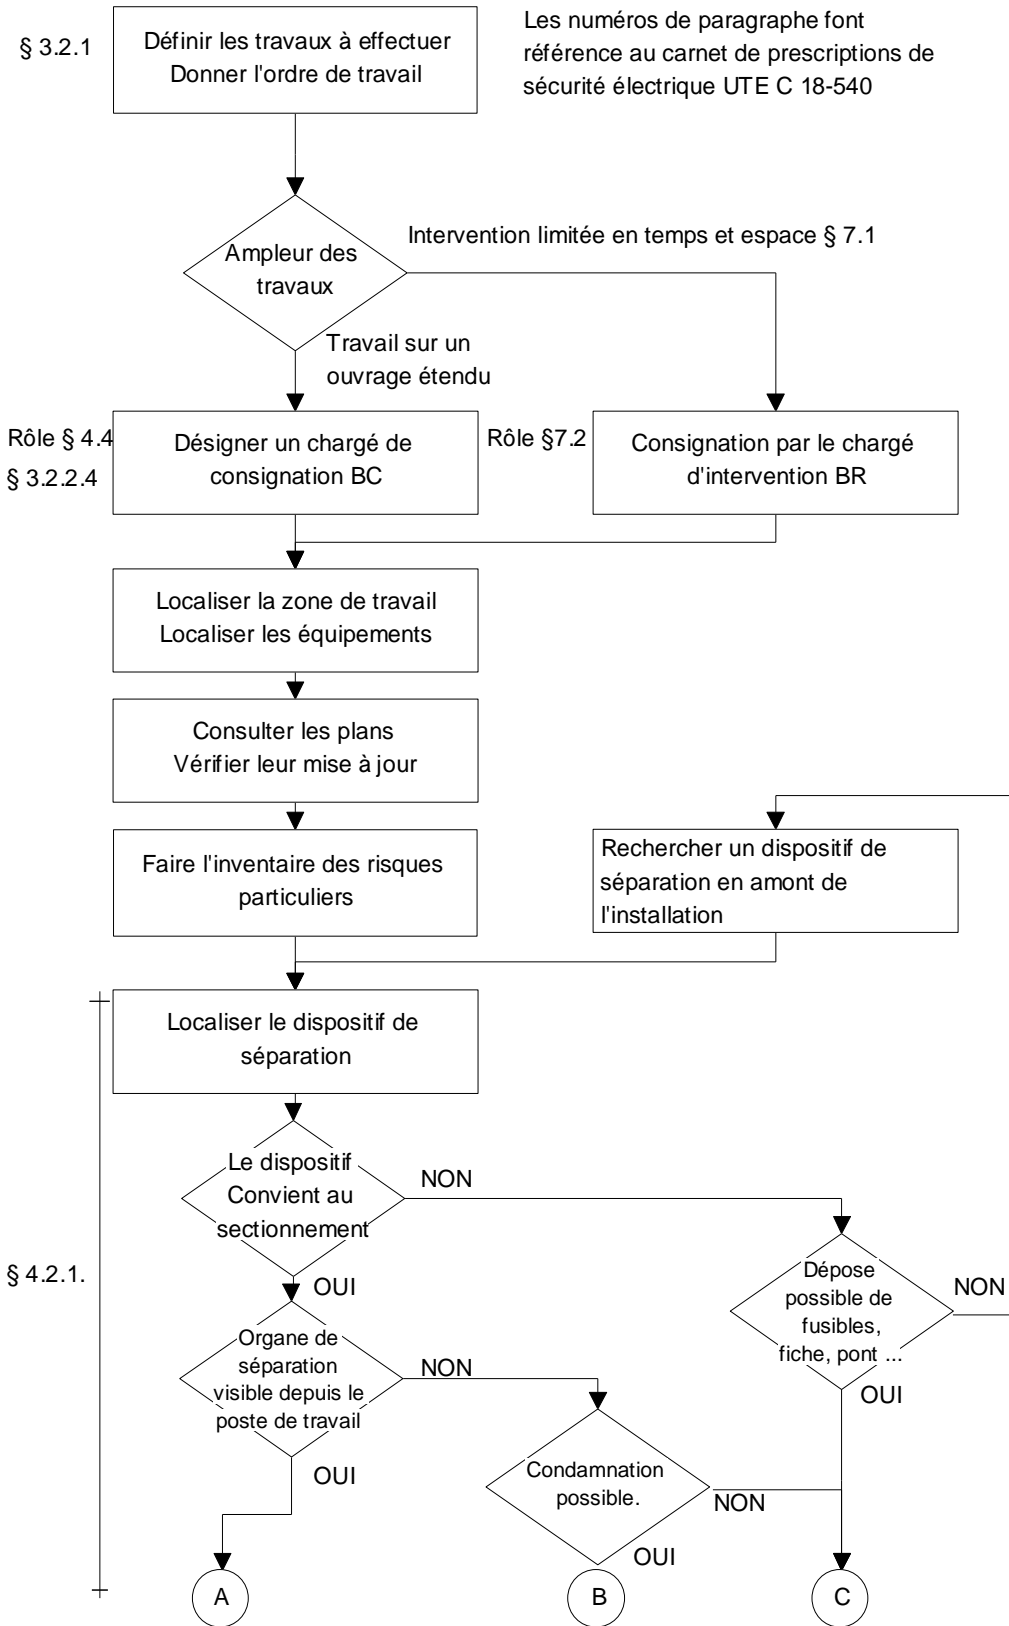 § 3.2.1
Définir les travaux à effectuer
Donner l'ordre de travail
Les numéros de paragraphe font
référence au carnet de prescriptions de
sécurité électrique UTE C 18-540
Ampleur des
travaux
Intervention limitée en temps et espace § 7.1
Travail sur un
ouvrage étendu
Rôle § 4.4
§ 3.2.2.4
Désigner un chargé de
consignation BC
Rôle §7.2
Consignation par le chargé
d'intervention BR
Localiser la zone de travail
Localiser les équipements
Consulter les plans
Vérifier leur mise à jour
Faire l'inventaire des risques
particuliers
Rechercher un dispositif de
séparation en amont de
l'installation
Localiser le dispositif de
séparation
Le dispositif
Convient au
sectionnement
NON
OUI
§ 4.2.1.
Dépose
possible de
fusibles,
fiche, pont ...
NON
OUI
Organe de
séparation
visible depuis le
poste de travail
NON
OUI
Condamnation
possible.
NON
OUI
A
B
C